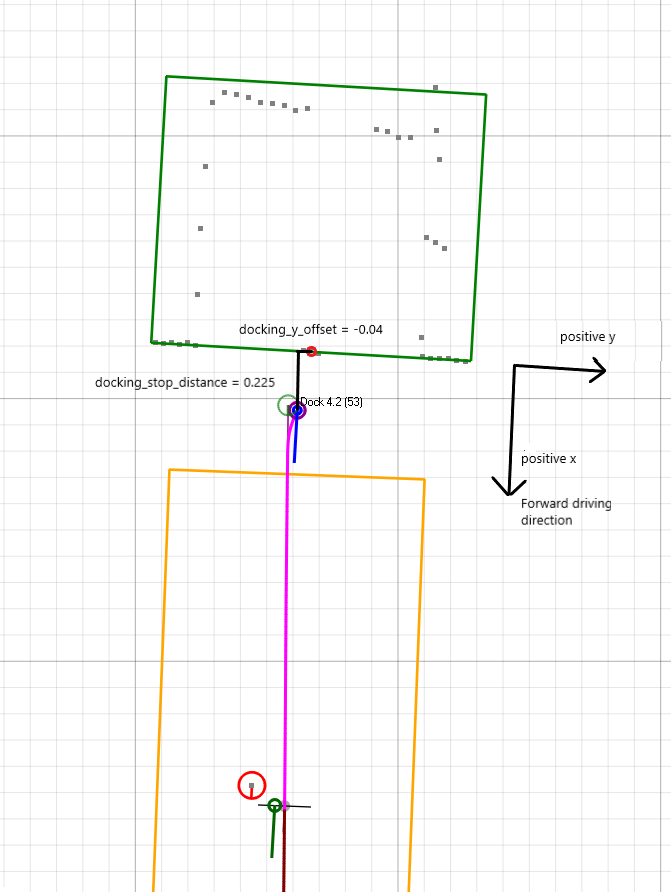 docking_y_offset = -0.04
positive y
docking_stop_distance = 0.225
Dock 4.2 (53)
positive x
Forward driving
direction